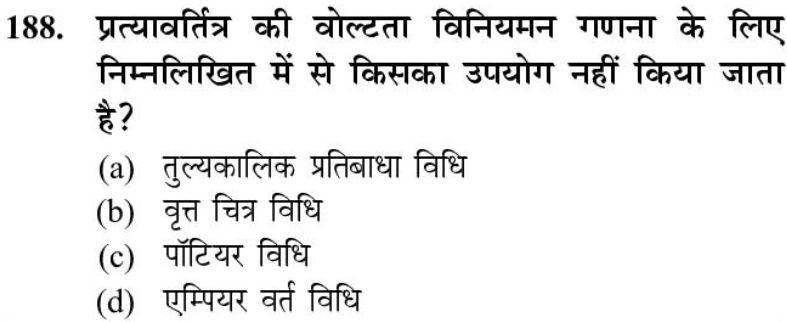 188. प्रत्यावर्तित्र की वोल्टता विनियमन गणना के लिए
निम्नलिखित में से किसका उपयोग नहीं किया जाता
है?
(a) तुल्यकालिक प्रतिबाधा विधि
(b) वृत्त चित्र विधि
(c) पॉटियर विधि
(d) एम्पियर वर्त विधि